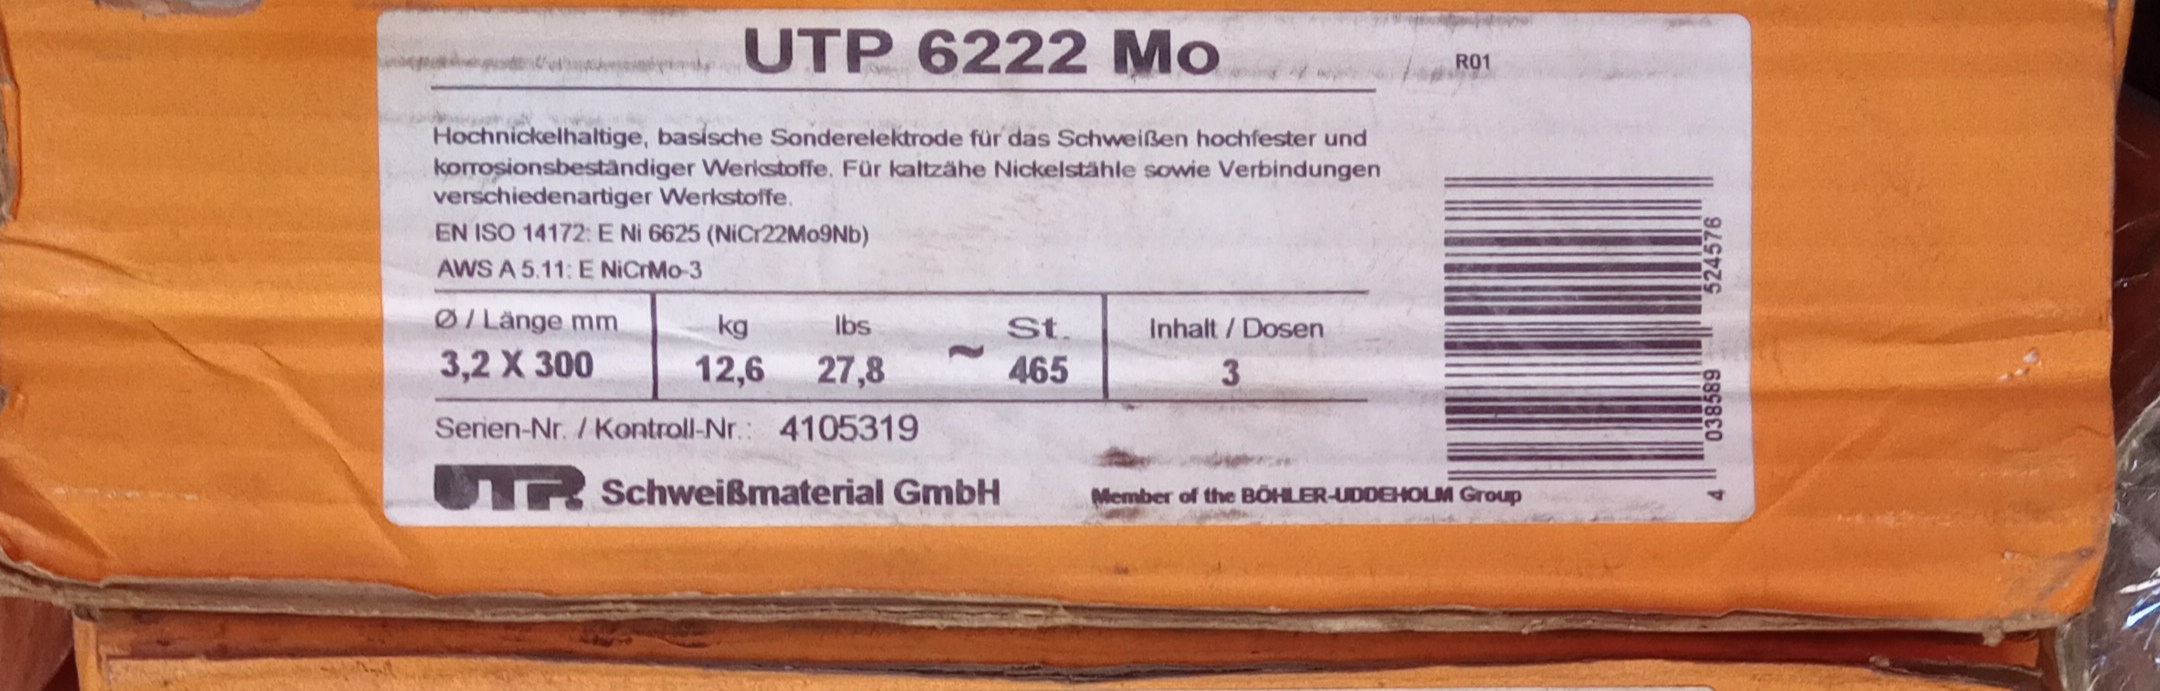 UTP 6222 Mo
R01
Hochnickelhaltige, basische Sonderelektrode für das Schweißen hochfester und
korrosionsbeständiger Werkstoffe. Für kaltzähe Nickelstähle sowie Verbindungen
verschiedenartiger Werkstoffe.
EN ISO 14172: E Ni 6625 (NiCr22Mo9Nb)
AWS A 5.11: E NiCrMo-3
Ø / Länge mm kg lbs St Inhalt / Dosen
3,2 X 300 12,6 27,8 ~ 465 3
Serien-Nr. / Kontroll-Nr.: 4105319
UTP Schweißmaterial GmbH
Member of the BÖHLER-UDDEHOLM Group
4 038589 524576